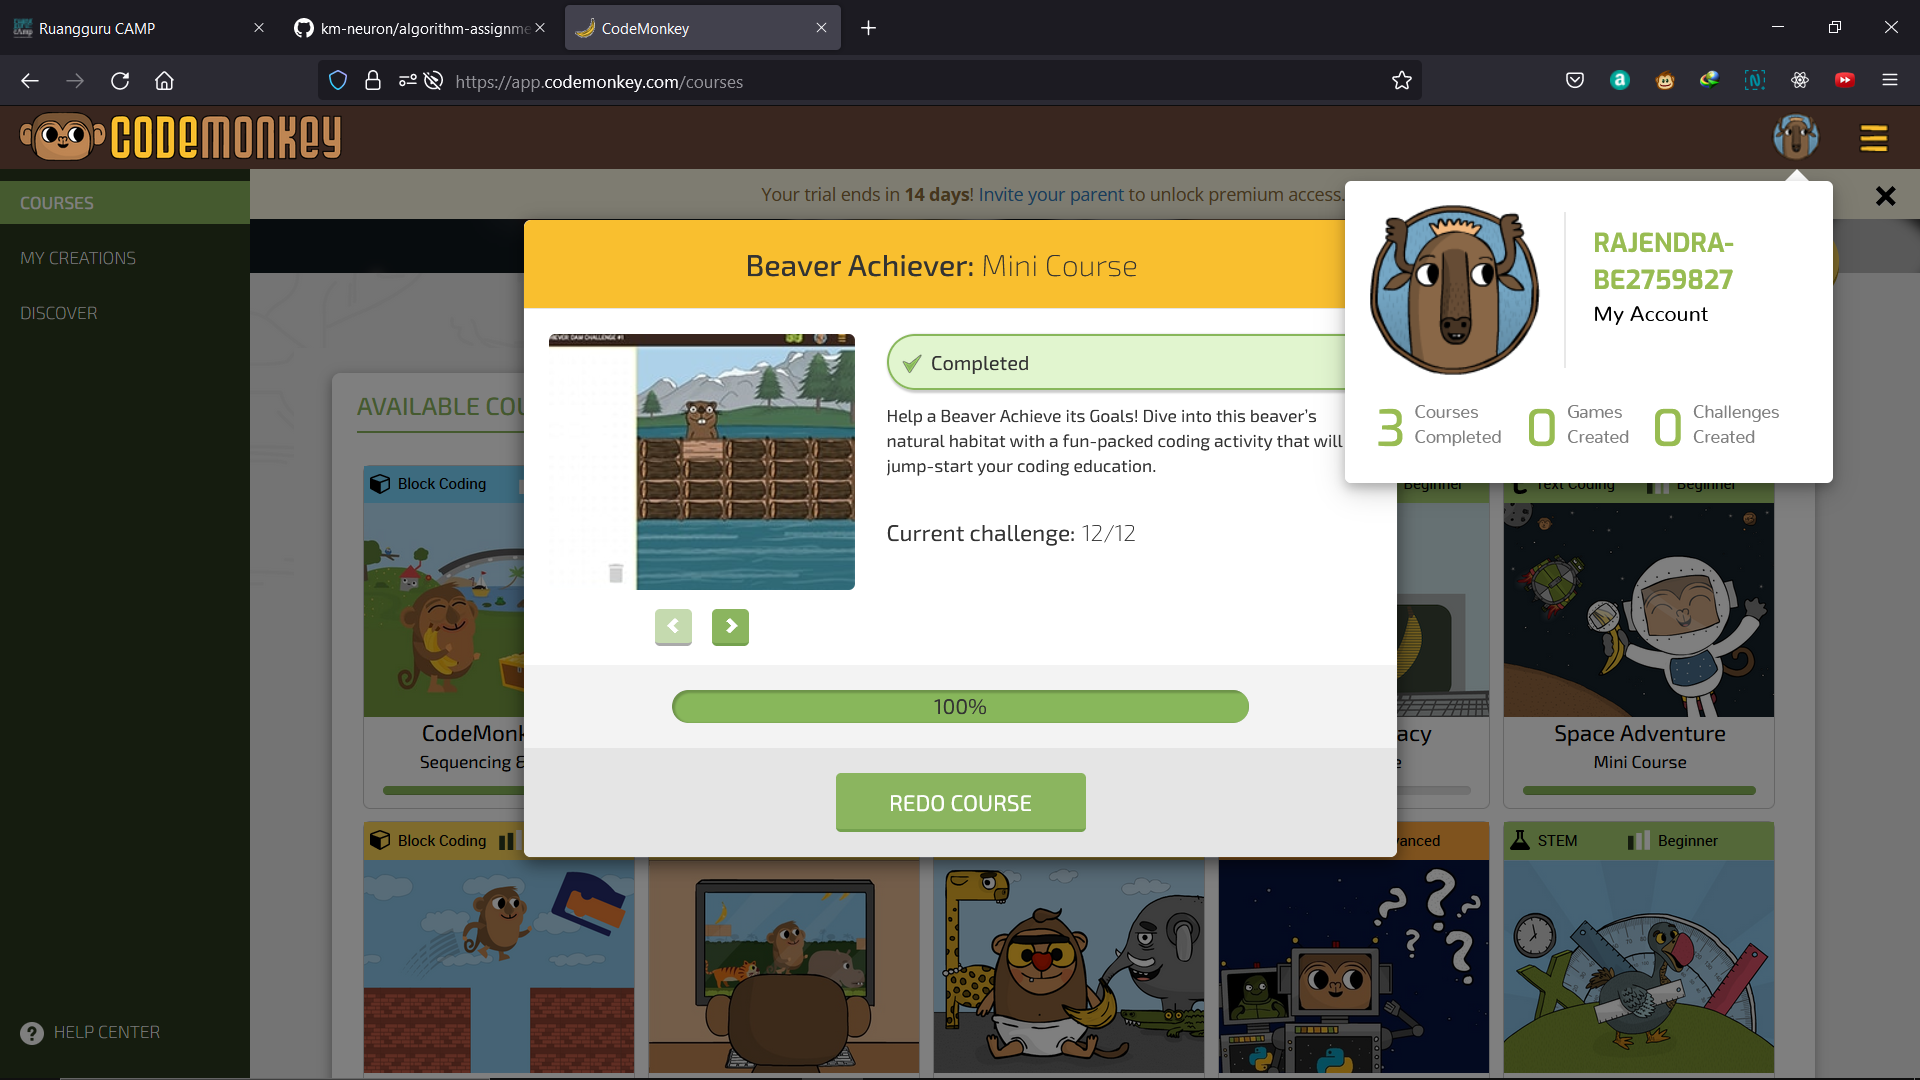 Ruangguru CAMP
km-neuron/algorithm-assignme
CodeMonkey
https://app.codemonkey.com/courses
CODEMONKEY
COURSES
MY CREATIONS
DISCOVER
HELP CENTER
Your trial ends in 14 days! Invite your parent to unlock premium access.
RAJENDRA-
BE2759827
My Account
3 Courses Completed
0 Games Created
0 Challenges Created
Beaver Achiever: Mini Course
Completed
Help a Beaver Achieve its Goals! Dive into this beaver's
natural habitat with a fun-packed coding activity that will
jump-start your coding education.
Current challenge: 12/12
100%
REDO COURSE
AVAILABLE COU
Block Coding
Beginner
Text Coding
Beginner
CodeMonk
Sequencing &
acy
e
Space Adventure
Mini Course
Block Coding
vanced
STEM
Beginner